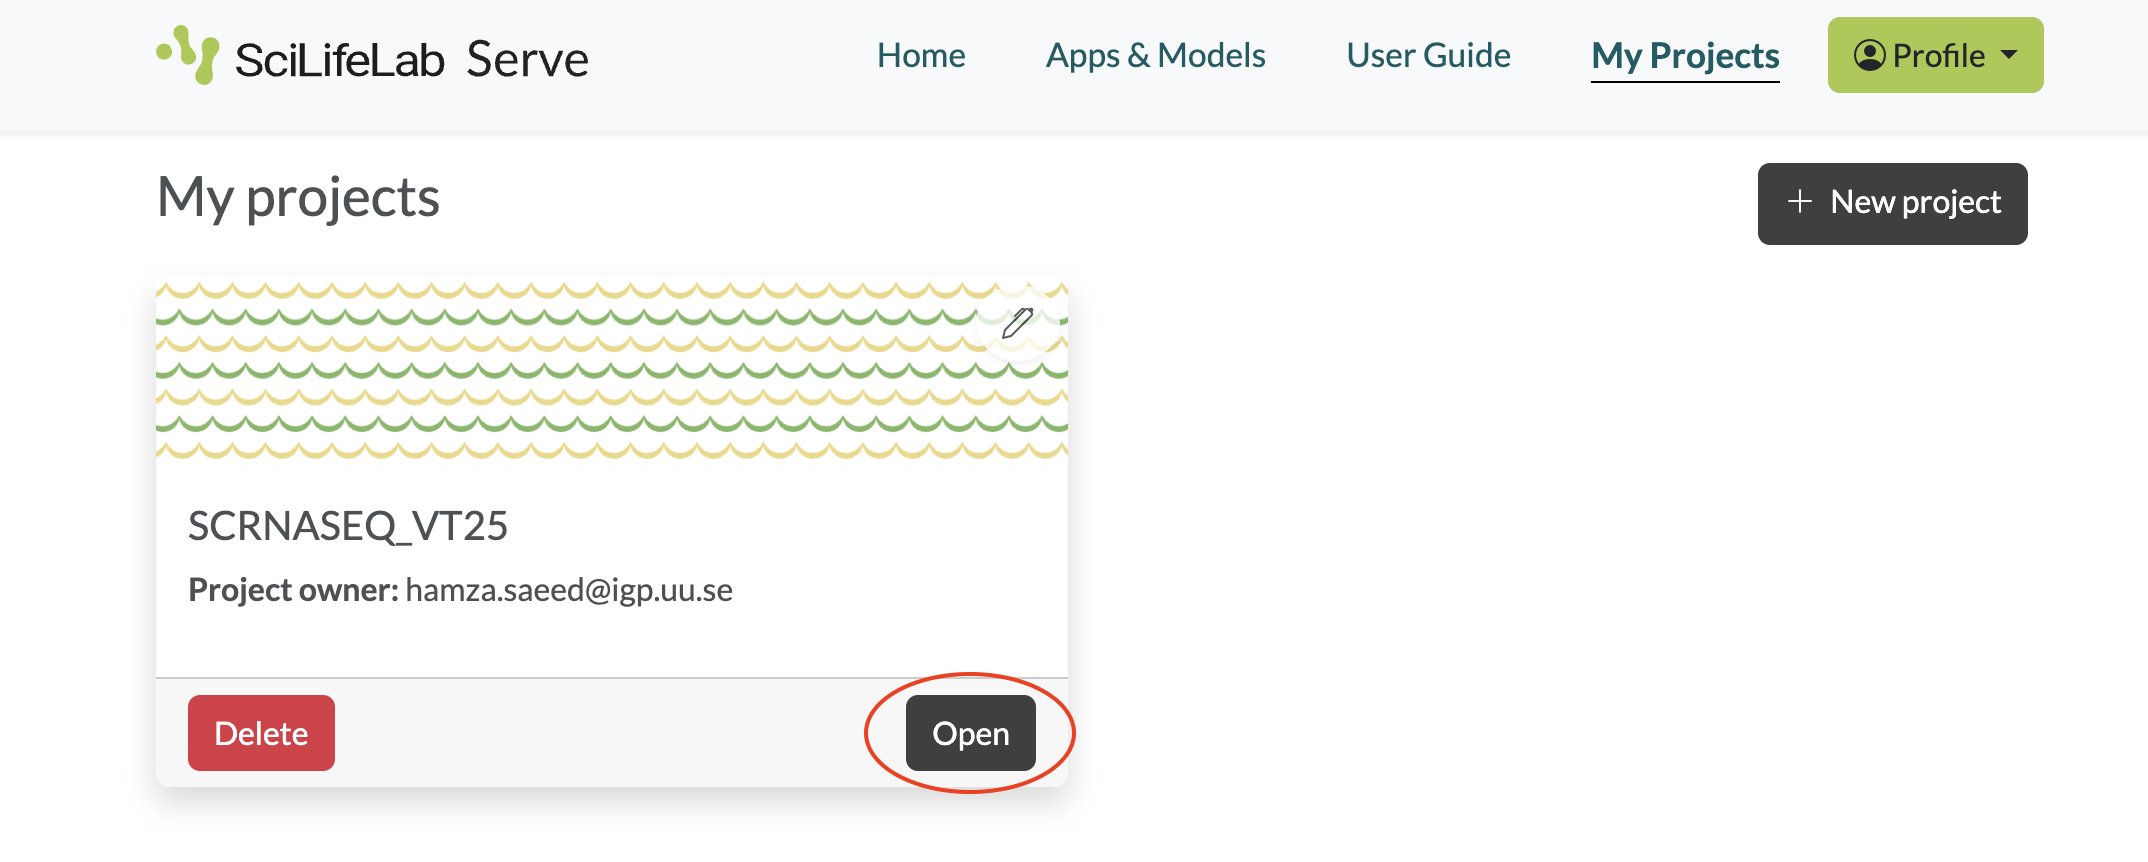 SciLifeLab Serve
Home Apps & Models User Guide My Projects Profile
My projects
+ New project
SCRNASEQ_VT25
Project owner: hamza.saeed@igp.uu.se
Delete Open